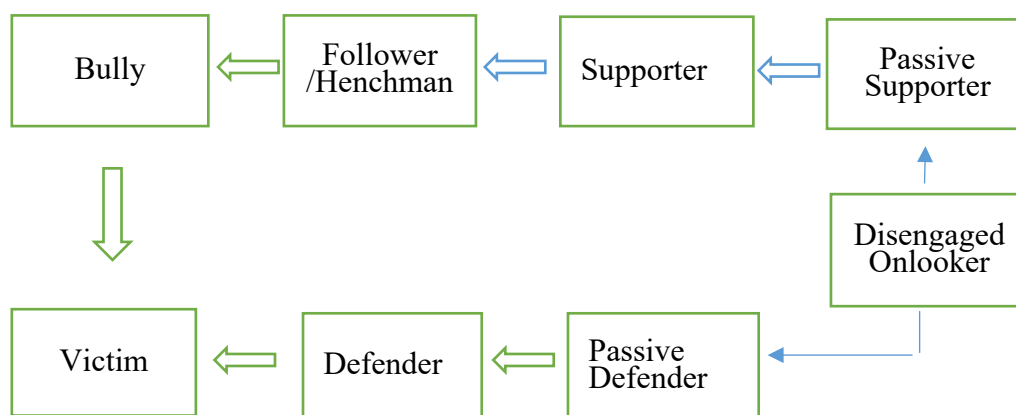 Bully
Follower
/Henchman
Supporter
Passive
Supporter
Disengaged
Onlooker
Victim
Defender
Passive
Defender